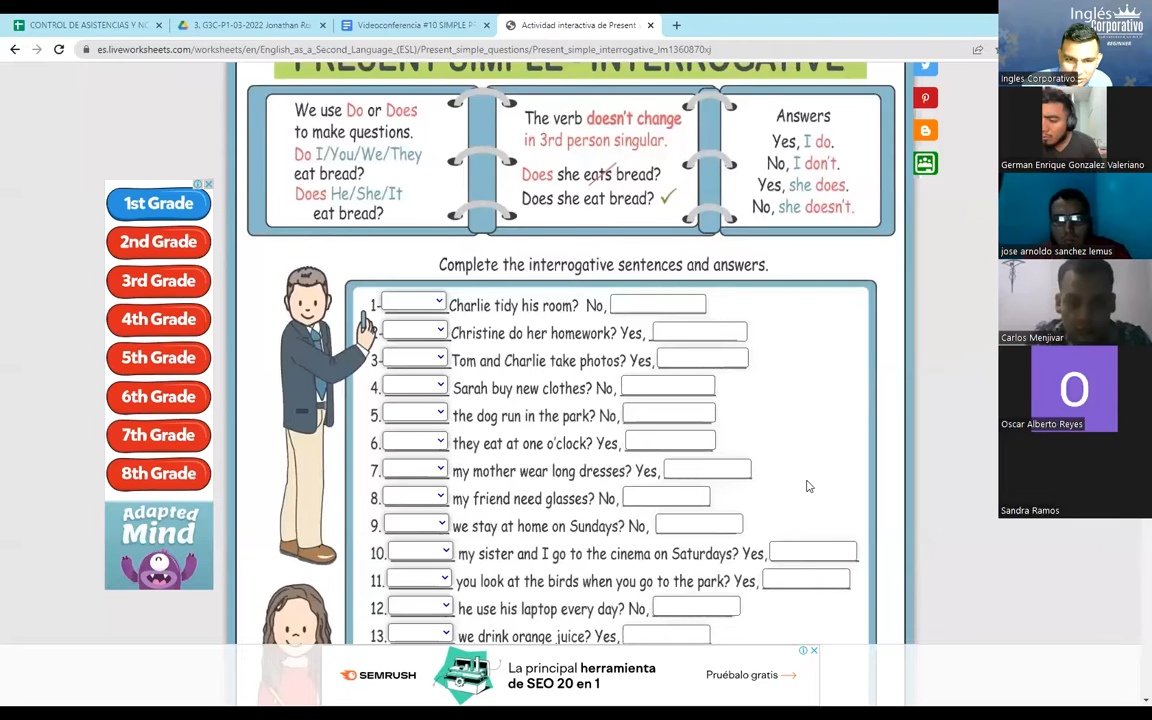 CONTROL DE ASISTENCIAS Y NO
3. G3C-P1-03-2022 Jonathan Ro
Videoconferencia #10 SIMPLE P
Actividad interactiva de Present s
es.liveworksheets.com/worksheets/en/English_as_a_Second_Language_(ESL)/Present_simple_questions/Present_simple_interrogative_lm1360870xj
PRESENT SIMPLE - INTERROGATIVE
We use Do or Does
to make questions.
Do I/You/We/They
eat bread?
Does He/She/It
eat bread?
The verb doesn't change
in 3rd person singular.
Does she eats bread?
Does she eat bread?
Answers
Yes, I do.
No, I don't.
Yes, she does.
No, she doesn't.
1st Grade
2nd Grade
3rd Grade
4th Grade
5th Grade
6th Grade
7th Grade
8th Grade
Adapted
Mind
Complete the interrogative sentences and answers.
1- Charlie tidy his room? No,
- Christine do her homework? Yes,
3- Tom and Charlie take photos? Yes,
4. Sarah buy new clothes? No,
5. the dog run in the park? No,
6. they eat at one o'clock? Yes,
7. my mother wear long dresses? Yes,
8. my friend need glasses? No,
9. we stay at home on Sundays? No,
10. my sister and I go to the cinema on Saturdays? Yes,
11. you look at the birds when you go to the park? Yes,
12. he use his laptop every day? No,
13. we drink orange juice? Yes,
SEMRUSH
La principal herramienta
de SEO 20 en 1
Pruébalo gratis
Inglés
Corporativo
BEGINNER
Ingles Corporativo
German Enrique Gonzalez Valeriano
jose arnoldo sanchez lemus
Carlos Menjivar
O
Oscar Alberto Reyes
Sandra Ramos